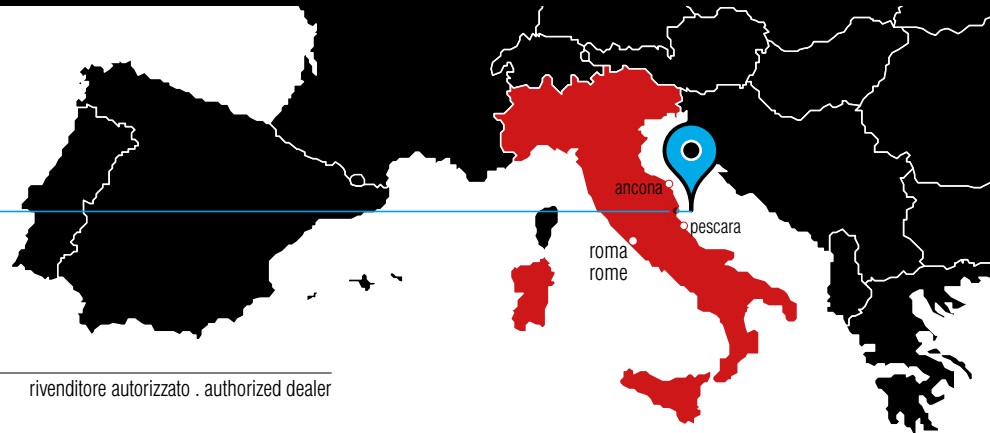 ancona
pescara
roma
rome
rivenditore autorizzato . authorized dealer